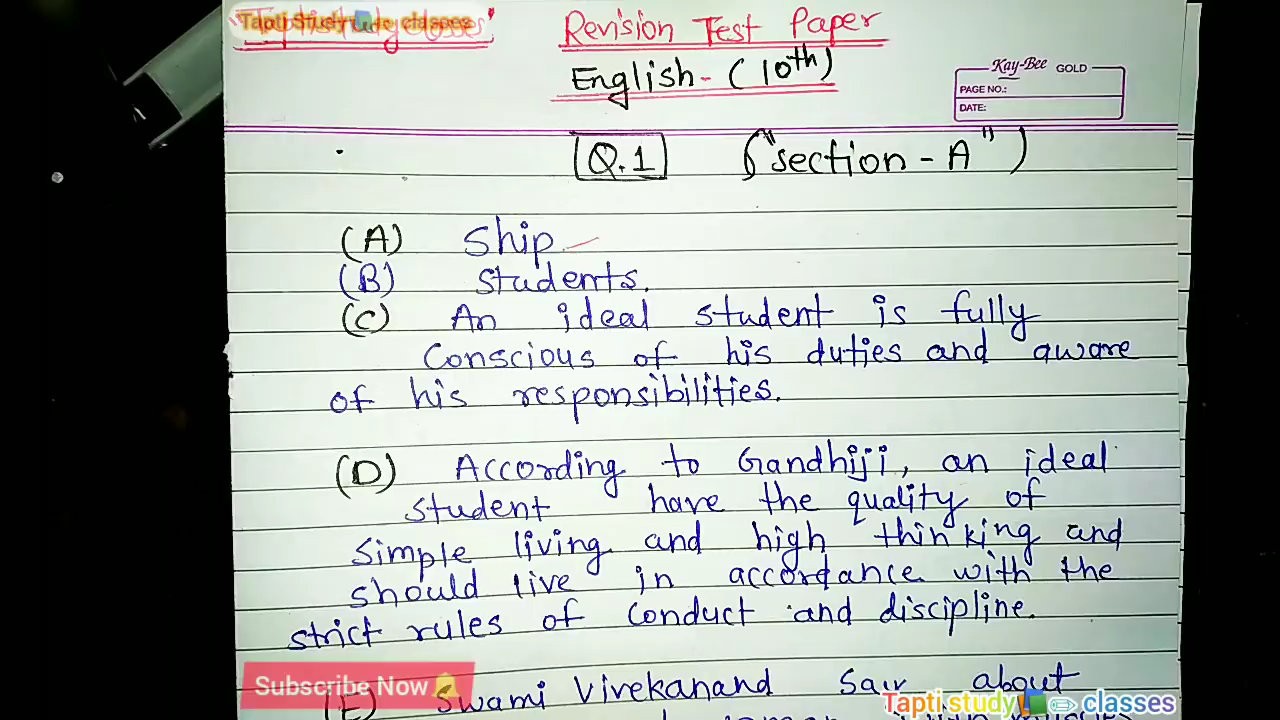 Tapti study classes
Revision Test Paper
English - (10th)
Kay-Bee GOLD
PAGE NO.:
DATE:
Q.1 ("section - A")
(A) Ship
(B) Students.
(C) An ideal student is fully
conscious of his duties and aware
of his responsibilities.
(D) According to Gandhiji, an ideal
student have the quality of
simple living and high thinking and
should live in accordance with the
strict rules of conduct and discipline.
Subscribe Now
(E) Swami Vivekanand say about
Tapti study classes